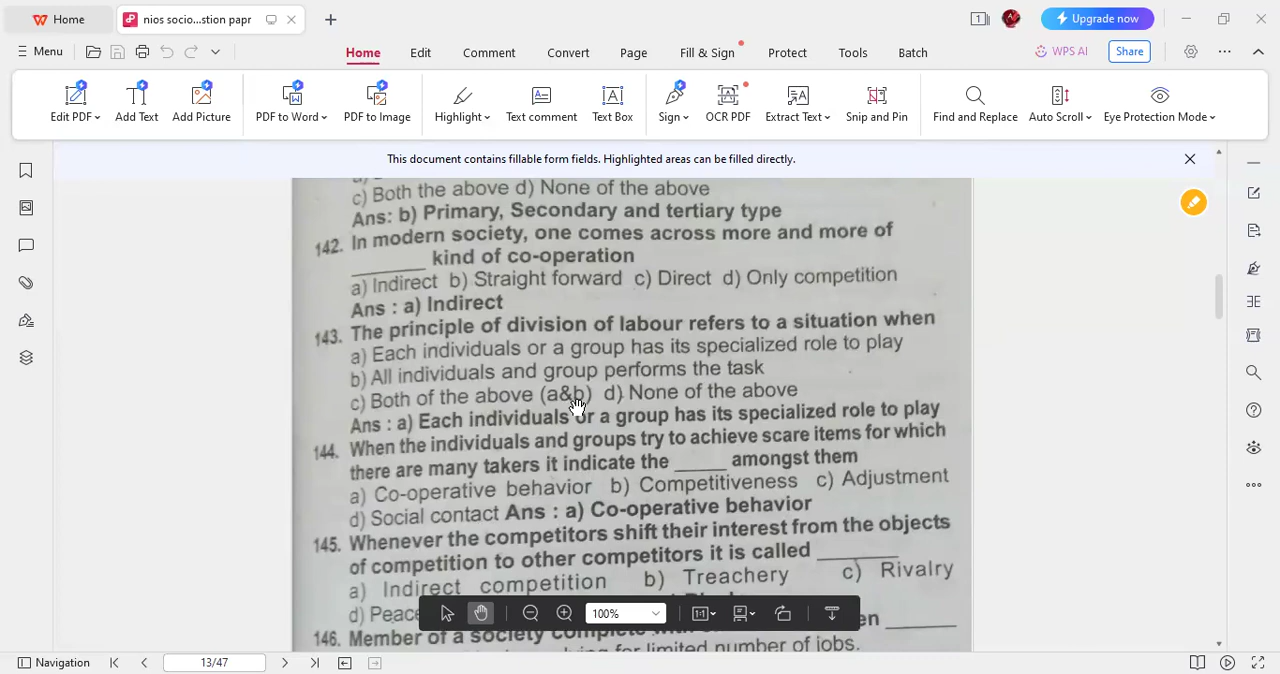 Home
nios socio...stion papr
1
Upgrade now
Menu
Home Edit Comment Convert Page Fill & Sign Protect Tools Batch
WPS AI
Share
Edit PDF Add Text Add Picture PDF to Word PDF to Image Highlight Text comment Text Box Sign OCR PDF Extract Text Snip and Pin Find and Replace Auto Scroll Eye Protection Mode
This document contains fillable form fields. Highlighted areas can be filled directly.
c) Both the above d) None of the above
Ans: b) Primary, Secondary and tertiary type
142. In modern society, one comes across more and more of
______ kind of co-operation
a) Indirect b) Straight forward c) Direct d) Only competition
Ans : a) Indirect
143. The principle of division of labour refers to a situation when
a) Each individuals or a group has its specialized role to play
b) All individuals and group performs the task
c) Both of the above (a&b) d) None of the above
Ans : a) Each individuals or a group has its specialized role to play
144. When the individuals and groups try to achieve scare items for which
there are many takers it indicate the _____ amongst them
a) Co-operative behavior b) Competitiveness c) Adjustment
d) Social contact Ans : a) Co-operative behavior
145. Whenever the competitors shift their interest from the objects
of competition to other competitors it is called _______
a) Indirect competition b) Treachery c) Rivalry
d) Peace
100%
1:1
146. Member of a society
en ______
for limited number of jobs.
Navigation
13/47